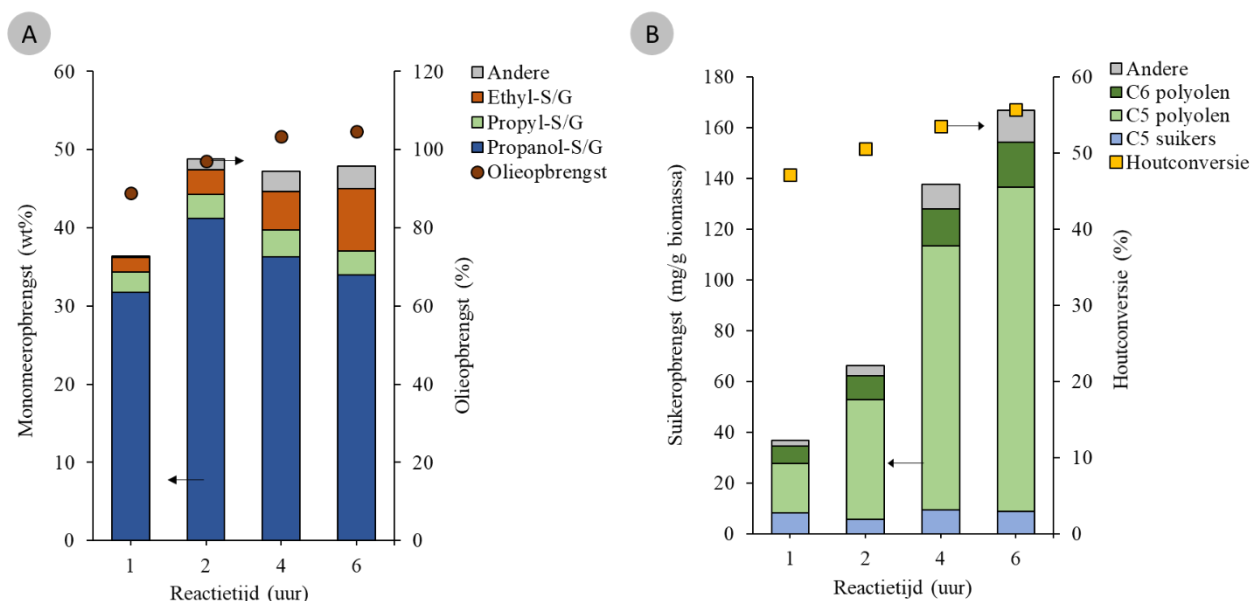 A
Monomeeropbrengst (wt%)
60
50
40
30
20
10
0
1
2
4
6
Reactietijd (uur)
120
100
80
60
40
20
0
Olieopbrengst (%)
Andere
Ethyl-S/G
Propyl-S/G
Propanol-S/G
Olieopbrengst
B
Suikeropbrengst (mg/g biomassa)
180
160
140
120
100
80
60
40
20
0
1
2
4
6
Reactietijd (uur)
60
50
40
30
20
10
0
Houtconversie (%)
Andere
C6 polyolen
C5 polyolen
C5 suikers
Houtconversie